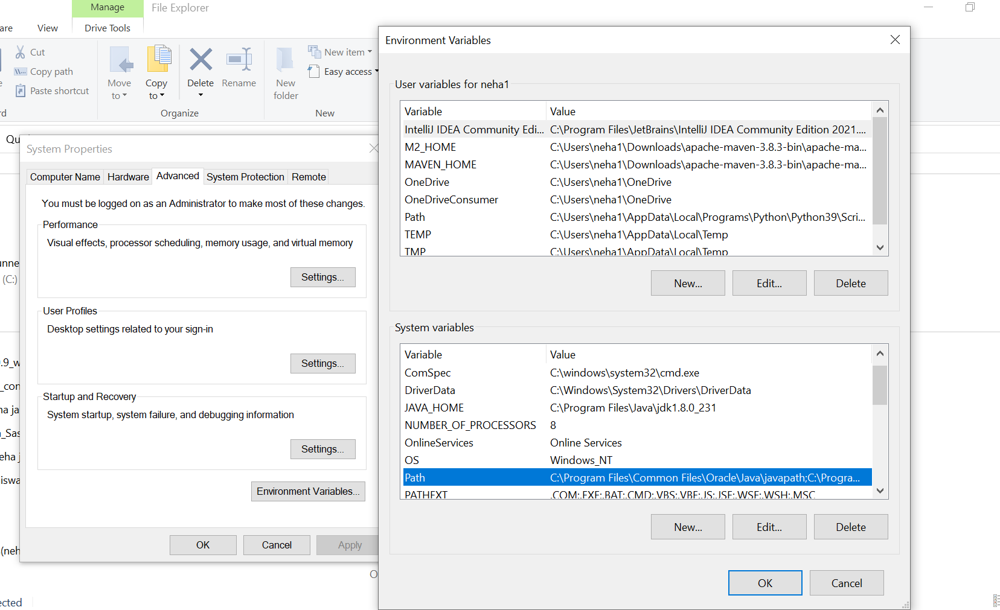 Manage
File Explorer
are
View
Drive Tools
Cut
Copy path
Paste shortcut
Move
to
Copy
to
Delete
Rename
Organize
New
folder
New item
Easy access
New
rd
Qu
System Properties
Computer Name
Hardware
Advanced
System Protection
Remote
You must be logged on as an Administrator to make most of these changes.
Performance
Visual effects, processor scheduling, memory usage, and virtual memory
Settings...
User Profiles
Desktop settings related to your sign-in
Settings...
Startup and Recovery
System startup, system failure, and debugging information
Settings...
Environment Variables...
OK
Cancel
Apply
unne
(C:)
.9_w
_con
na ja
_Sas
eha j
iswa
(neh
ected
Environment Variables
User variables for neha1
Variable Value
IntelliJ IDEA Community Edi... C:\Program Files\JetBrains\IntelliJ IDEA Community Edition 2021....
M2_HOME C:\Users\neha1\Downloads\apache-maven-3.8.3-bin\apache-ma...
MAVEN_HOME C:\Users\neha1\Downloads\apache-maven-3.8.3-bin\apache-ma...
OneDrive C:\Users\neha1\OneDrive
OneDriveConsumer C:\Users\neha1\OneDrive
Path C:\Users\neha1\AppData\Local\Programs\Python\Python39\Scri...
TEMP C:\Users\neha1\AppData\Local\Temp
TMP C:\Users\neha1\AppData\Local\Temp
New...
Edit...
Delete
System variables
Variable Value
ComSpec C:\windows\system32\cmd.exe
DriverData C:\Windows\System32\Drivers\DriverData
JAVA_HOME C:\Program Files\Java\jdk1.8.0_231
NUMBER_OF_PROCESSORS 8
OnlineServices Online Services
OS Windows_NT
Path C:\Program Files\Common Files\Oracle\Java\javapath;C:\Progra...
PATHEXT .COM;.EXE;.BAT;.CMD;.VBS;.VBE;.JS;.JSE;.WSF;.WSH;.MSC
New...
Edit...
Delete
OK
Cancel